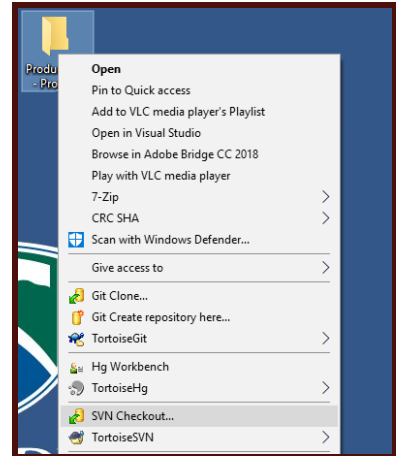 Produ
- Pro
Open
Pin to Quick access
Add to VLC media player's Playlist
Open in Visual Studio
Browse in Adobe Bridge CC 2018
Play with VLC media player
7-Zip
CRC SHA
Scan with Windows Defender...
Give access to
Git Clone...
Git Create repository here...
TortoiseGit
Hg Workbench
TortoiseHg
SVN Checkout...
TortoiseSVN